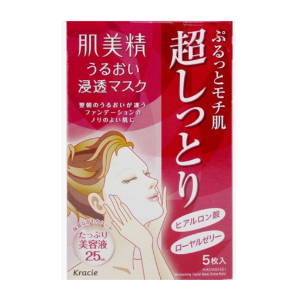 肌美精
うるおい
浸透マスク
翌朝のうるおいが違う
ファンデーションの
ノリのよい肌に
ぷるっとモチ肌
超しっとり
ヒアルロン酸
ローヤルゼリー
たっぷり
美容液
25mL
5枚入
Kracie